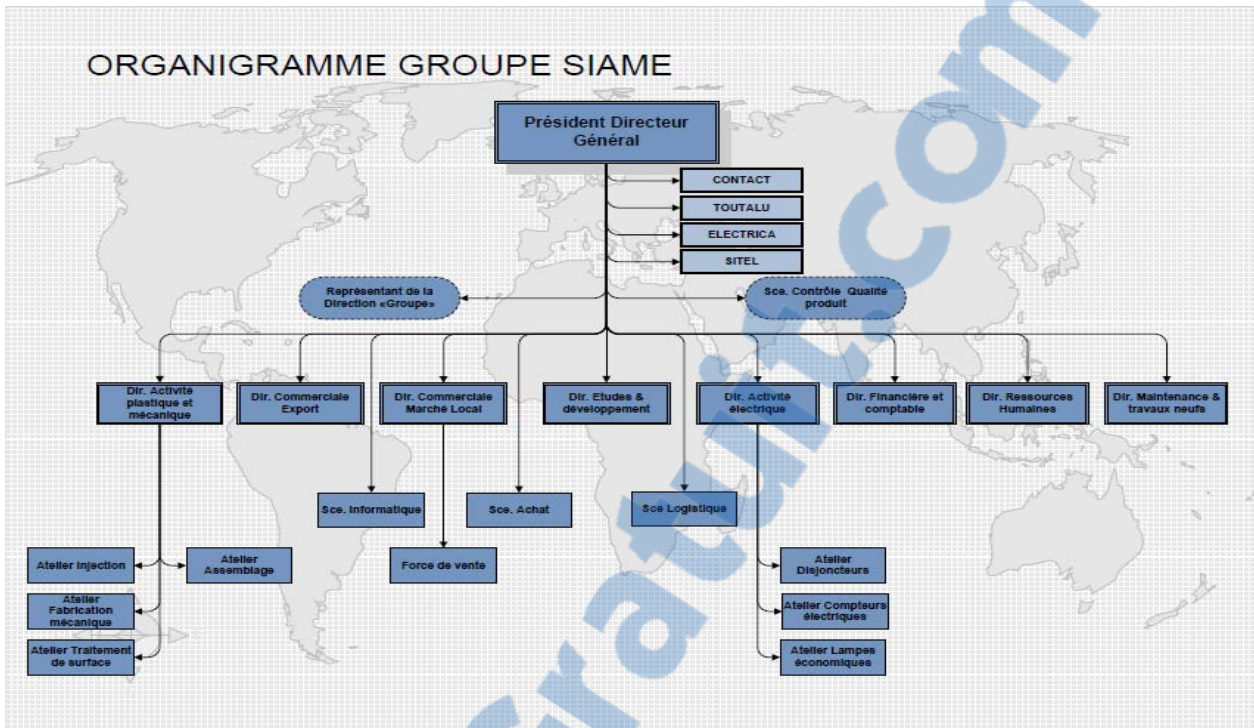 ORGANIGRAMME GROUPE SIAME
Président Directeur
Général
CONTACT
TOUTALU
ELECTRICA
SITEL
Représentant de la
Direction «Groupe»
Sce. Contrôle Qualité
produit
Dir. Activité
plastique et
mécanique
Dir. Commerciale
Export
Dir. Commerciale
Marché Local
Dir. Etudes &
développement
Dir. Activité
électrique
Dir. Financière et
comptable
Dir. Ressources
Humaines
Dir. Maintenance &
travaux neufs
Sce. Informatique
Sce. Achat
Sce Logistique
Atelier Injection
Atelier
Assemblage
Force de vente
Atelier
Disjoncteurs
Atelier
Fabrication
mécanique
Atelier Compteurs
électriques
Atelier Traitement
de surface
Atelier Lampes
économiques
ratuit.com